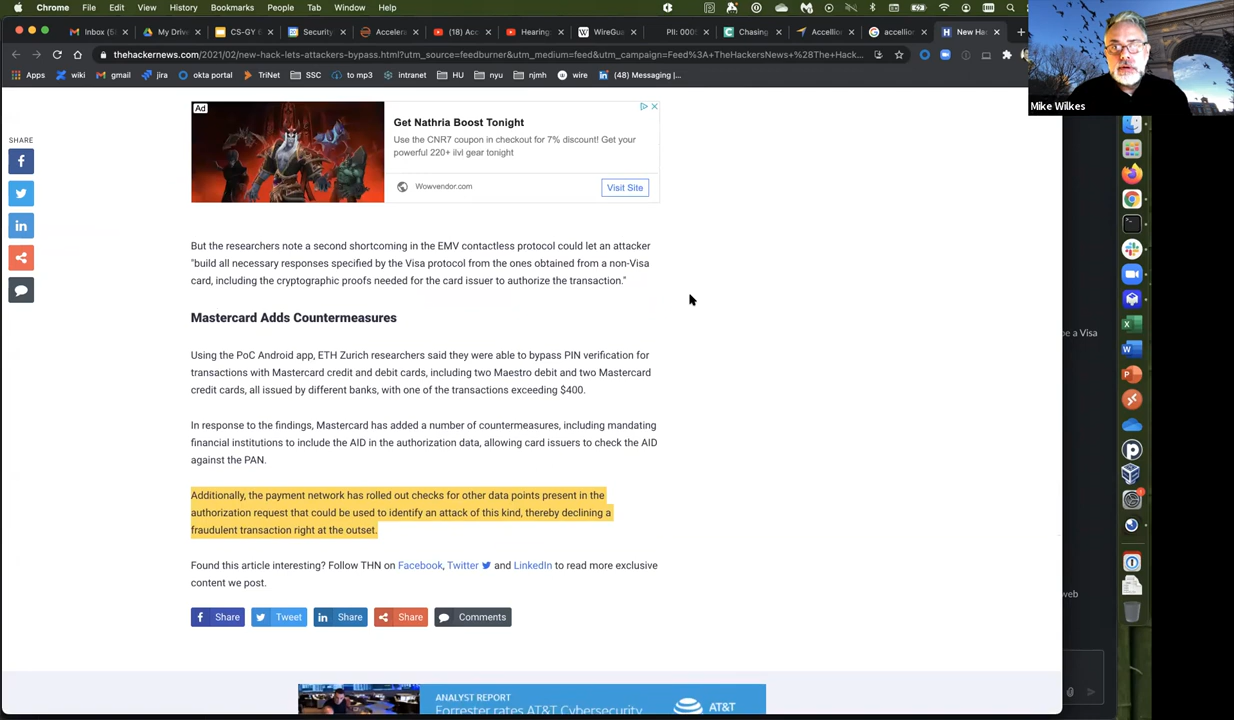 Chrome File Edit View History Bookmarks People Tab Window Help
Inbox (5
My Drive
CS-GY 6
Security
Accelera
(18) Acc
Hearing
WireGua
PII: 000
Chasing
Accellion
accellion
New Hac
thehackernews.com/2021/02/new-hack-lets-attackers-bypass.html?utm_source=feedburner&utm_medium=feed&utm_campaign=Feed%3A+TheHackersNews+%28The+Hack...
Apps wiki gmail jira okta portal TriNet SSC to mp3 intranet HU nyu njmh wire (48) Messaging |...
Mike Wilkes
SHARE
Ad
Get Nathria Boost Tonight
Use the CNR7 coupon in checkout for 7% discount! Get your
powerful 220+ ilvl gear tonight
Wowvendor.com
Visit Site
But the researchers note a second shortcoming in the EMV contactless protocol could let an attacker
"build all necessary responses specified by the Visa protocol from the ones obtained from a non-Visa
card, including the cryptographic proofs needed for the card issuer to authorize the transaction."
Mastercard Adds Countermeasures
Using the PoC Android app, ETH Zurich researchers said they were able to bypass PIN verification for
transactions with Mastercard credit and debit cards, including two Maestro debit and two Mastercard
credit cards, all issued by different banks, with one of the transactions exceeding $400.
In response to the findings, Mastercard has added a number of countermeasures, including mandating
financial institutions to include the AID in the authorization data, allowing card issuers to check the AID
against the PAN.
Additionally, the payment network has rolled out checks for other data points present in the
authorization request that could be used to identify an attack of this kind, thereby declining a
fraudulent transaction right at the outset.
Found this article interesting? Follow THN on Facebook, Twitter and LinkedIn to read more exclusive
content we post.
Share Tweet Share Share Comments
ANALYST REPORT
Forrester rates AT&T Cybersecurity
AT&T
be a Visa
web